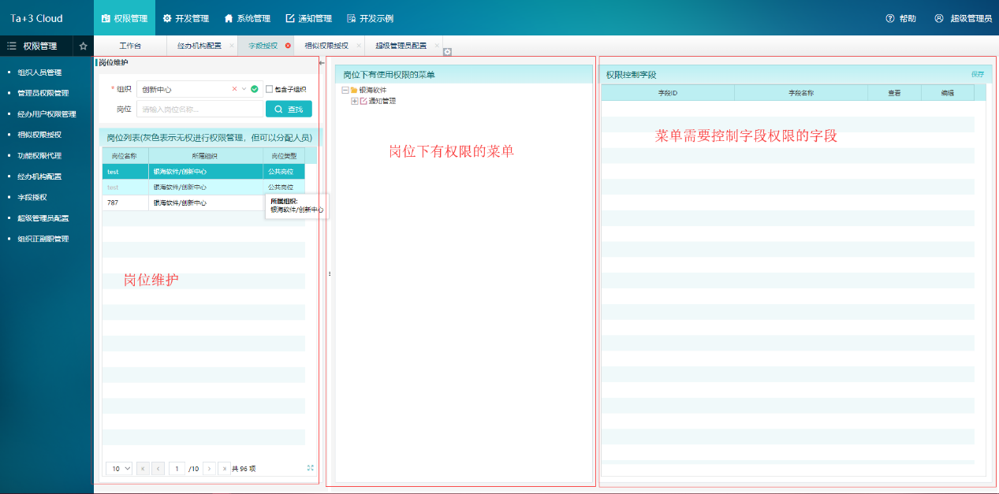 Ta+3 Cloud
权限管理
开发管理
系统管理
通知管理
开发示例
帮助
超级管理员
权限管理
工作台
经办机构配置
字段授权
相似权限授权
超级管理员配置
组织人员管理
管理员权限管理
经办用户权限管理
相似权限授权
功能权限代理
经办机构配置
字段授权
超级管理员配置
组织正副职管理
岗位维护
* 组织 创新中心 包含子组织
岗位 请输入岗位名称... 查找
岗位列表(灰色表示无权进行权限管理，但可以分配人员)
岗位名称 所属组织 岗位类型
test 银海软件/创新中心 公共岗位
test 银海软件/创新中心 公共岗位
787 银海软件/创新中心
所属组织:
银海软件/创新中心
岗位维护
10 1 /10 共 96 项
岗位下有使用权限的菜单
银海软件
通知管理
岗位下有权限的菜单
权限控制字段 保存
字段ID 字段名称 查看 编辑
菜单需要控制字段权限的字段